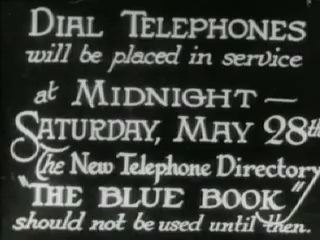 DIAL TELEPHONES
will be placed in service
at MIDNIGHT —
SATURDAY, MAY 28th
The NEW TELEPHONE DIRECTORY
"THE BLUE BOOK"
should not be used until then.